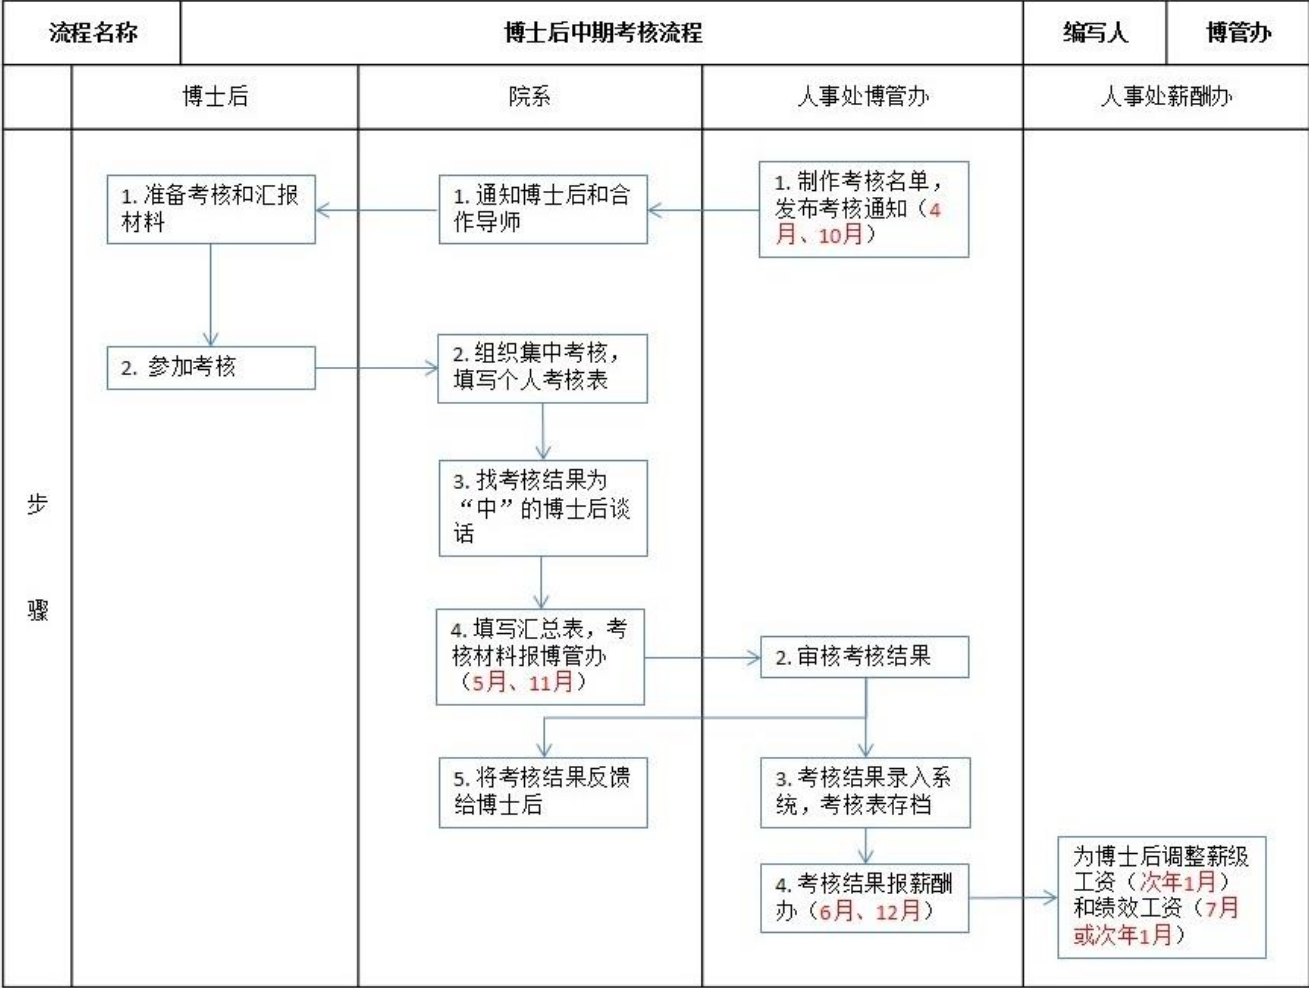 流程名称
博士后中期考核流程
编写人
博管办
博士后
院系
人事处博管办
人事处薪酬办
步
骤
1. 准备考核和汇报
材料
1. 通知博士后和合
作导师
1. 制作考核名单，
发布考核通知（4
月、10月）
2. 参加考核
2. 组织集中考核，
填写个人考核表
3. 找考核结果为
“中”的博士后谈
话
4. 填写汇总表，考
核材料报博管办
（5月、11月）
2. 审核考核结果
5. 将考核结果反馈
给博士后
3. 考核结果录入系
统，考核表存档
4. 考核结果报薪酬
办（6月、12月）
为博士后调整薪级
工资（次年1月）
和绩效工资（7月
或次年1月）